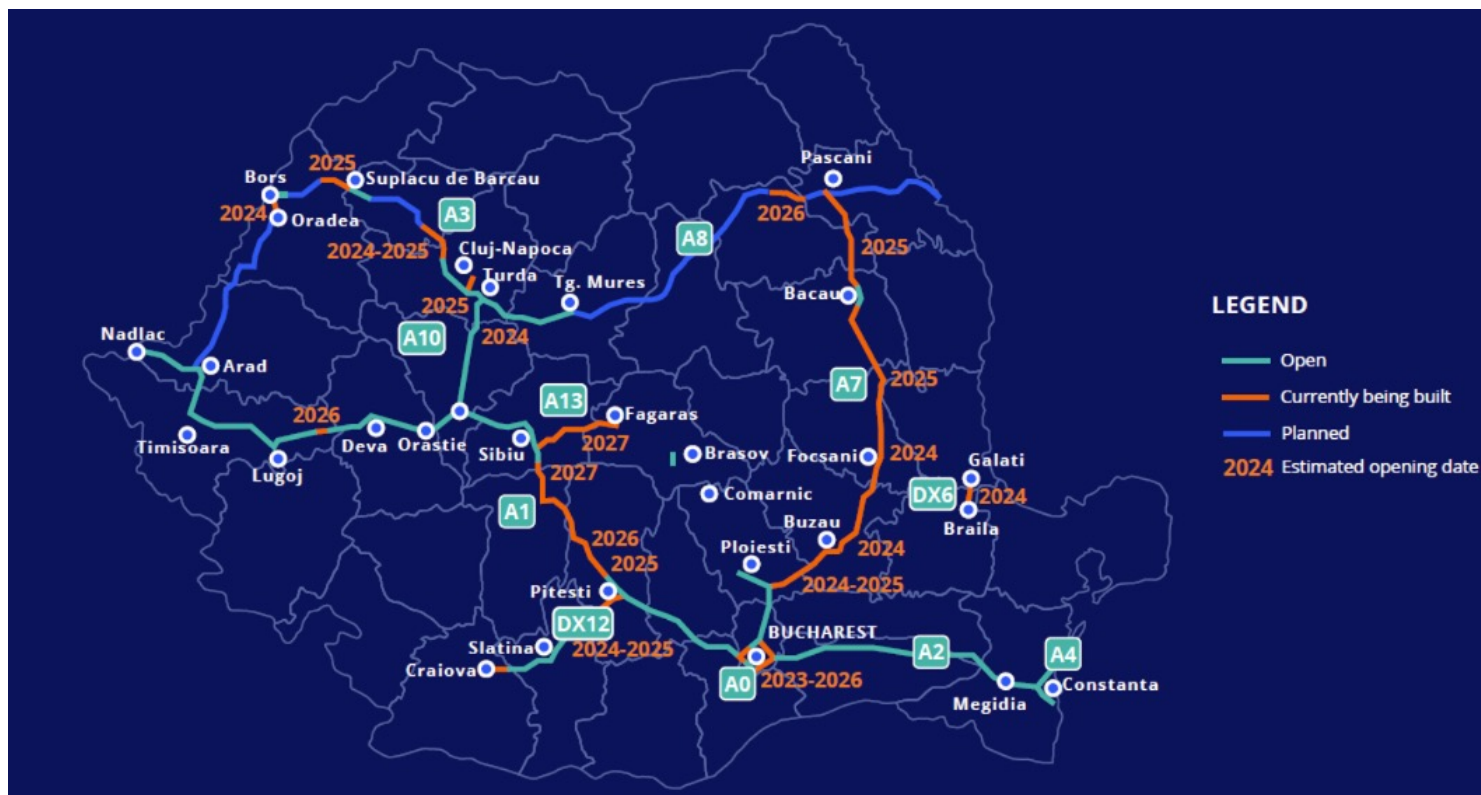 Pascani
2025
Bors
Suplacu de Barcau
2024
Oradea
A3
2026
2024-2025
Cluj-Napoca
A8
2025
Turda
Tg. Mures
Bacau
2025
LEGEND
Nadlac
A10
2024
Open
Arad
A7
2025
Currently being built
A13
Fagaras
2026
Planned
Timisoara
Deva
Orastie
Sibiu
2027
Brasov
Focsani
2024
Galati
2024 Estimated opening date
Lugoj
2027
Comarnic
DX6
2024
A1
Buzau
Braila
2026
Ploiesti
2024
2025
2024-2025
Pitesti
DX12
Slatina
2024-2025
BUCHAREST
A2
A4
Craiova
A0
2023-2026
Constanta
Megidia